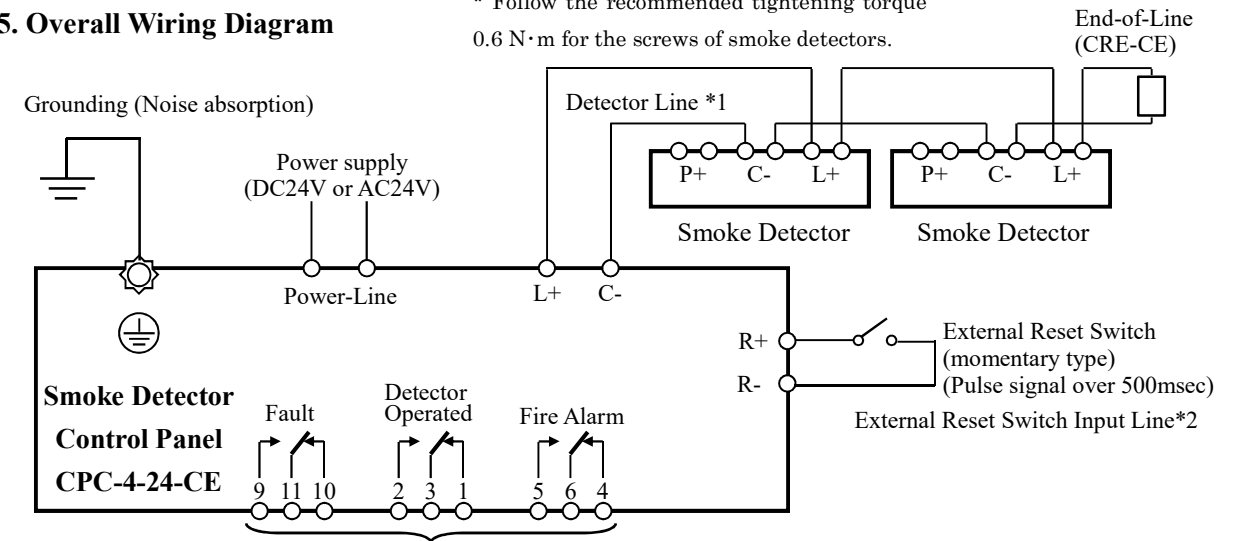 5. Overall Wiring Diagram
* Follow the recommended tightening torque
0.6 N·m for the screws of smoke detectors.
End-of-Line
(CRE-CE)
Grounding (Noise absorption)
Detector Line *1
Power supply
(DC24V or AC24V)
P+ C- L+
P+ C- L+
Smoke Detector
Smoke Detector
Power-Line
L+ C-
R+
R-
External Reset Switch
(momentary type)
(Pulse signal over 500msec)
External Reset Switch Input Line*2
Smoke Detector
Control Panel
CPC-4-24-CE
Fault
Detector
Operated
Fire Alarm
9 11 10 2 3 1 5 6 4